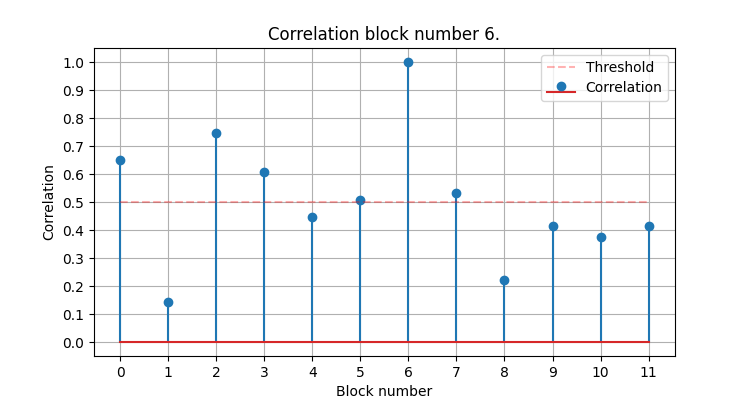 Correlation block number 6.
Threshold
Correlation
Correlation
1.0
0.9
0.8
0.7
0.6
0.5
0.4
0.3
0.2
0.1
0.0
0 1 2 3 4 5 6 7 8 9 10 11
Block number